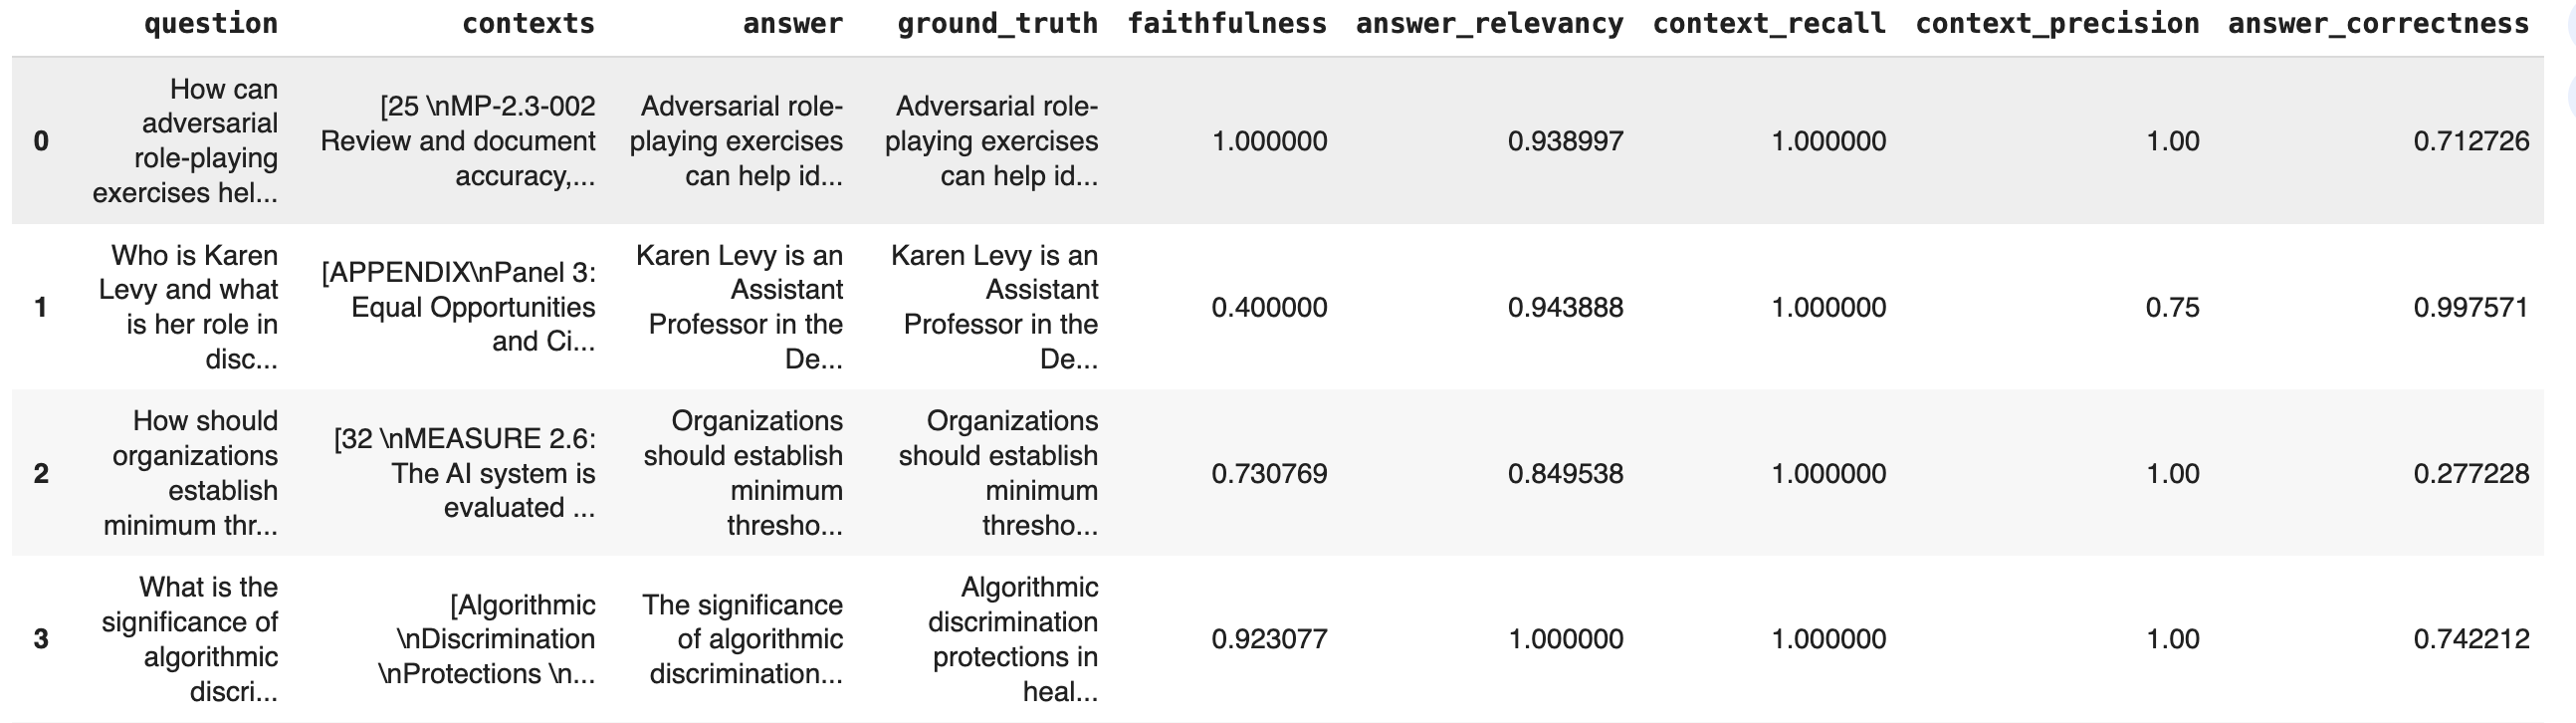 question contexts answer ground_truth faithfulness answer_relevancy context_recall context_precision answer_correctness
0
How can
adversarial
role-playing
exercises hel...
[25 \nMP-2.3-002
Review and document
accuracy,...
Adversarial role-
playing exercises
can help id...
Adversarial role-
playing exercises
can help id...
1.000000 0.938997 1.000000 1.00 0.712726
1
Who is Karen
Levy and what
is her role in
disc...
[APPENDIX\nPanel 3:
Equal Opportunities
and Ci...
Karen Levy is an
Assistant
Professor in the
De...
Karen Levy is an
Assistant
Professor in the
De...
0.400000 0.943888 1.000000 0.75 0.997571
2
How should
organizations
establish
minimum thr...
[32 \nMEASURE 2.6:
The AI system is
evaluated ...
Organizations
should establish
minimum
thresho...
Organizations
should establish
minimum
thresho...
0.730769 0.849538 1.000000 1.00 0.277228
3
What is the
significance of
algorithmic
discri...
[Algorithmic
\nDiscrimination
\nProtections \n...
The significance
of algorithmic
discrimination...
Algorithmic
discrimination
protections in
heal...
0.923077 1.000000 1.000000 1.00 0.742212